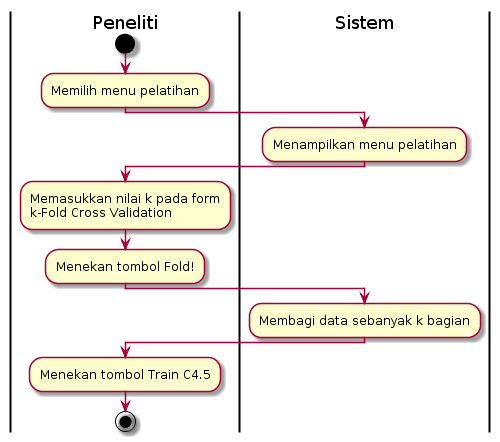 Peneliti
Sistem
Memilih menu pelatihan
Menampilkan menu pelatihan
Memasukkan nilai k pada form
k-Fold Cross Validation
Menekan tombol Fold!
Membagi data sebanyak k bagian
Menekan tombol Train C4.5